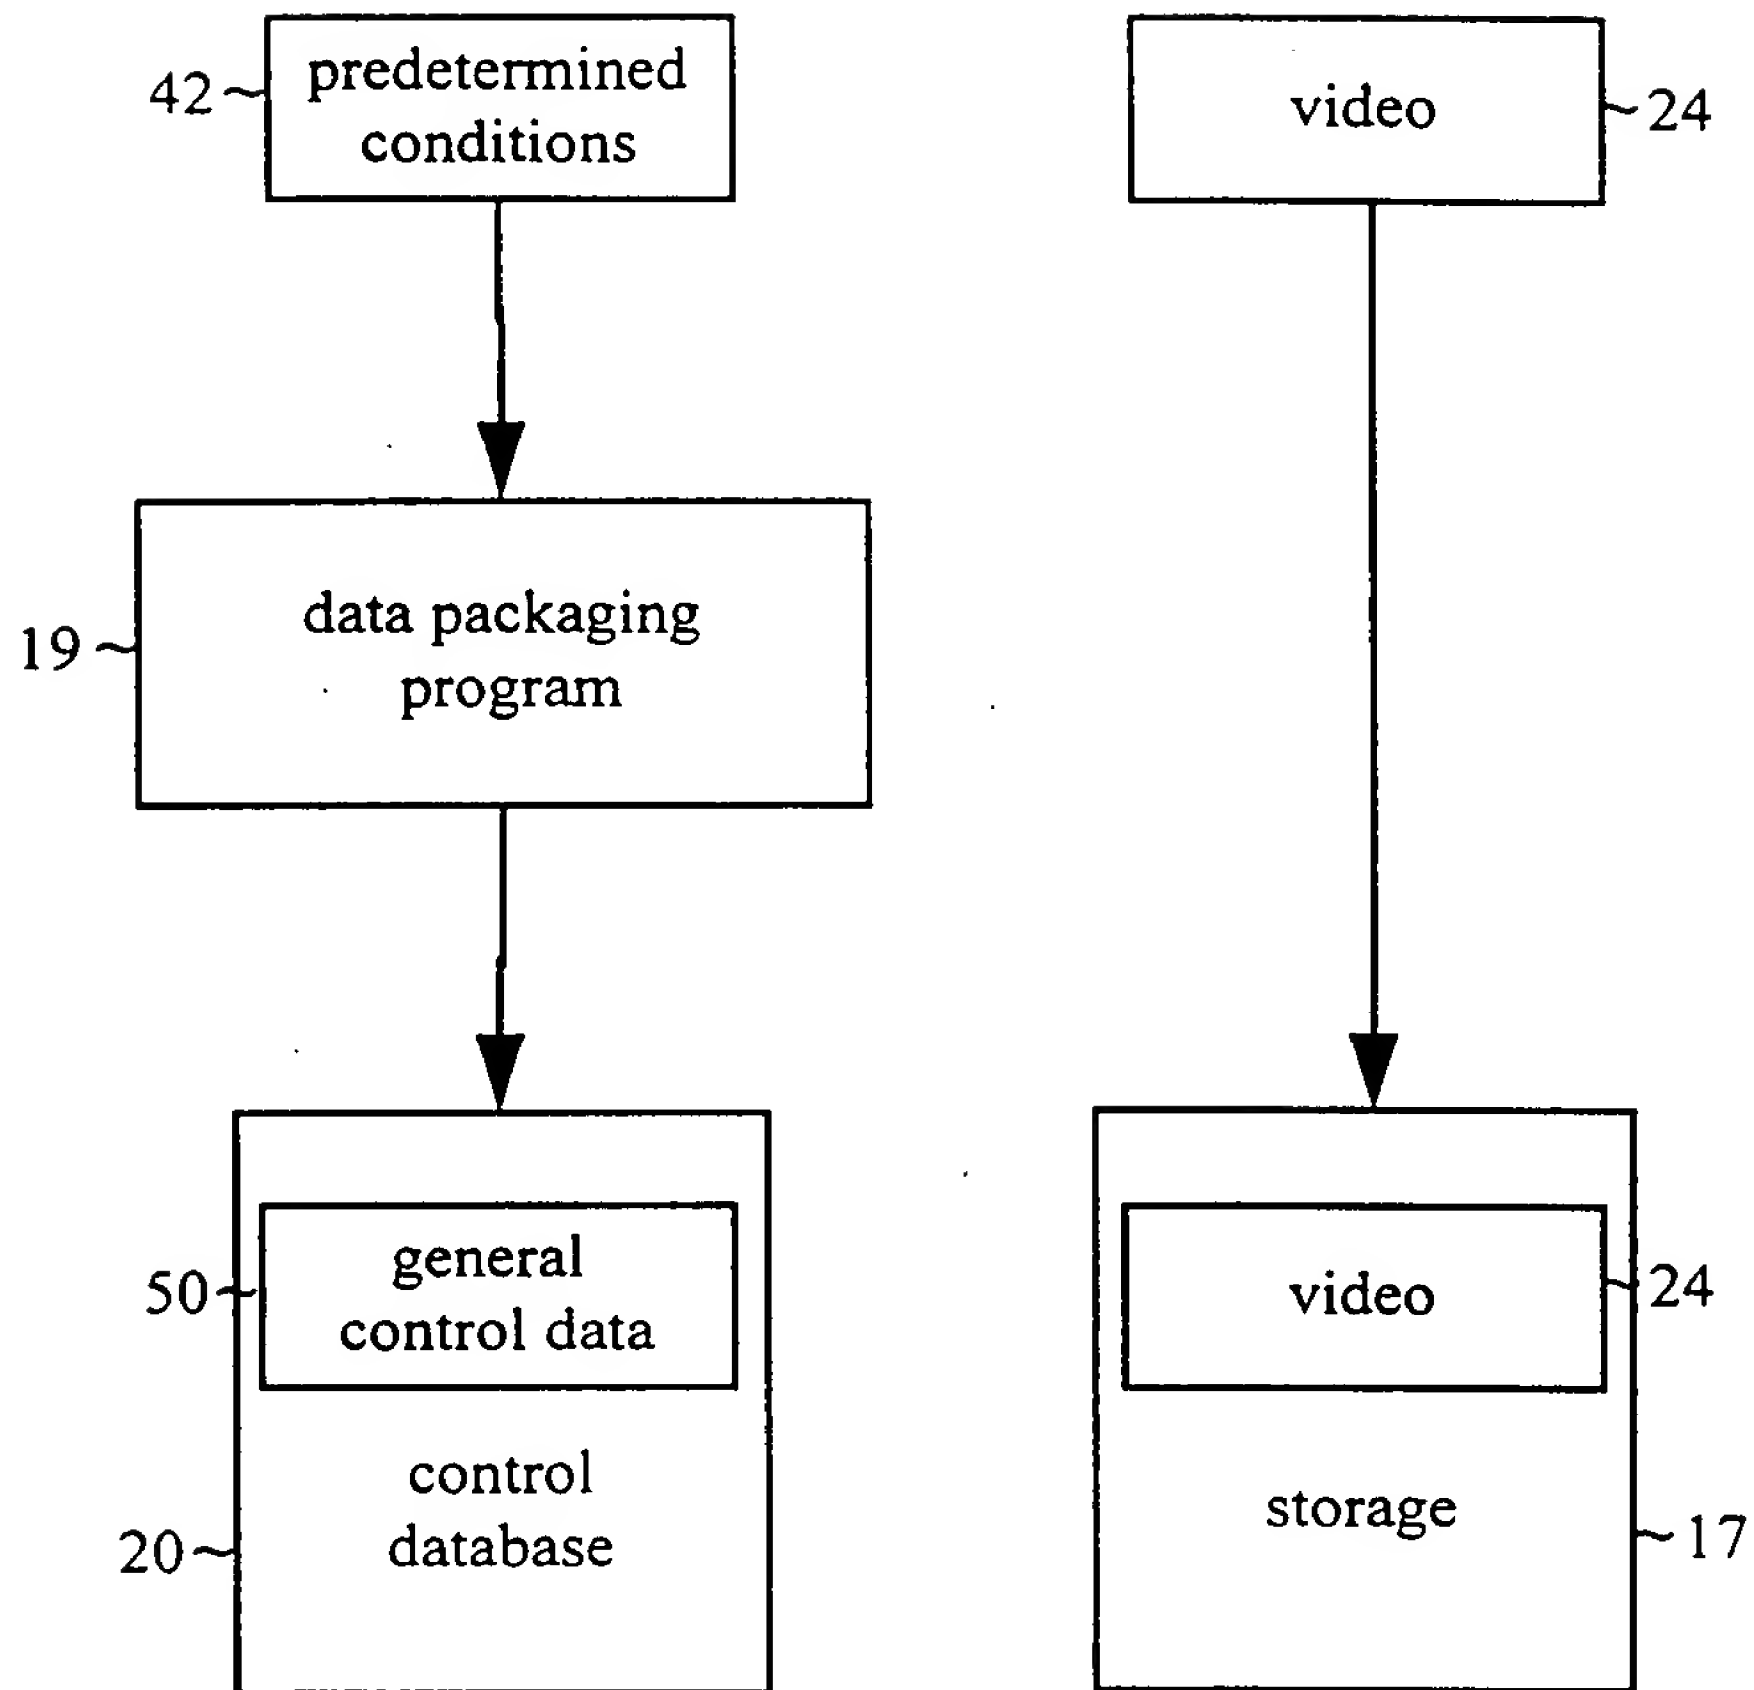 predetermined
conditions
42
video
24
data packaging
program
19
general
control data
50
control
database
20
video
24
storage
17